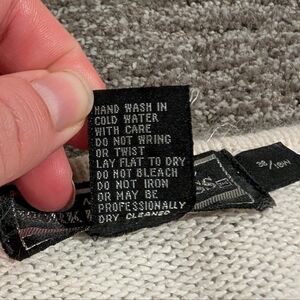 HAND WASH IN
COLD WATER
WITH CARE
DO NOT WRING
OR TWIST
LAY FLAT TO DRY
DO NOT BLEACH
DO NOT IRON
OR MAY BE
PROFESSIONALLY
DRY CLEANED